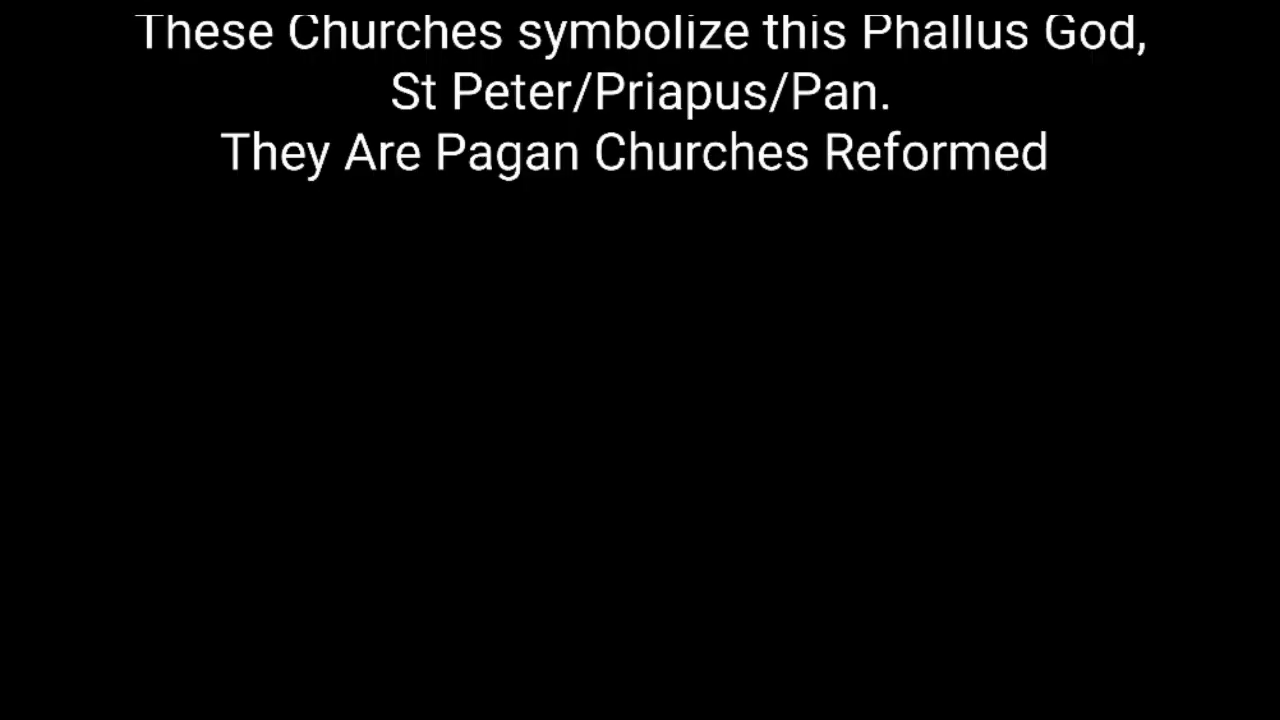 These Churches symbolize this Phallus God,
St Peter/Priapus/Pan.
They Are Pagan Churches Reformed